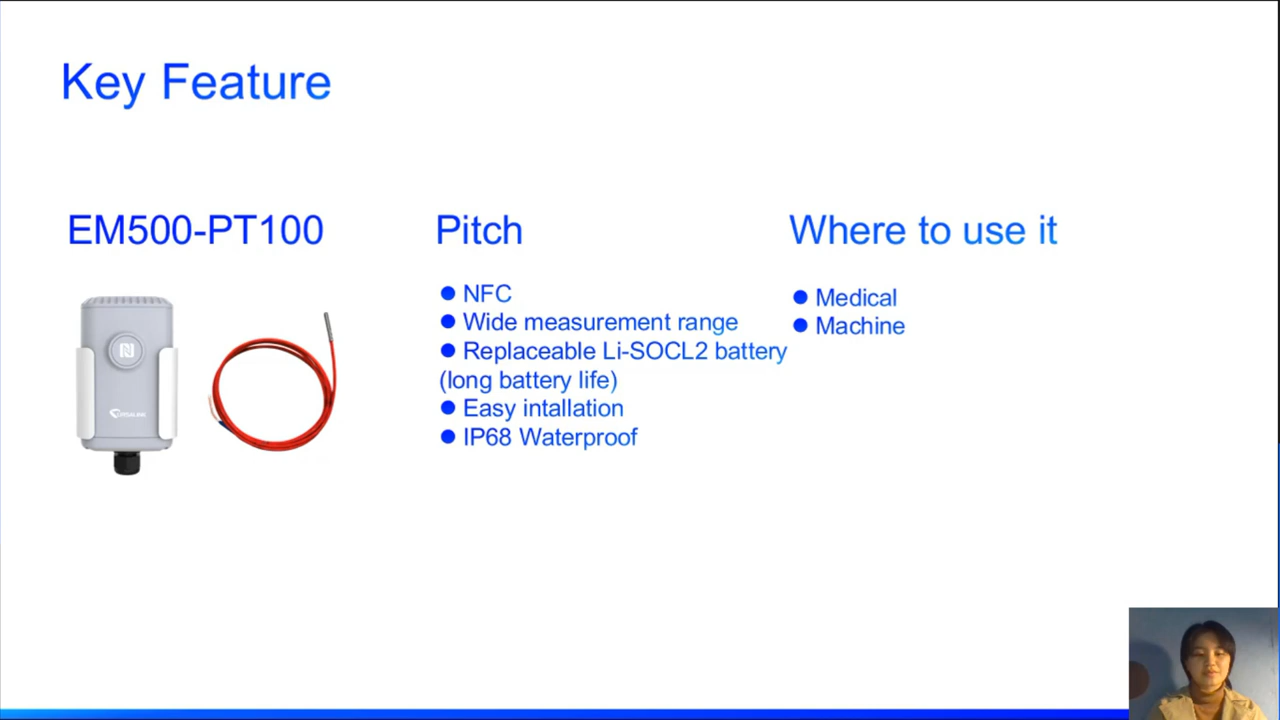 Key Feature
EM500-PT100
Pitch
Where to use it
● NFC
● Wide measurement range
● Replaceable Li-SOCL2 battery
(long battery life)
● Easy intallation
● IP68 Waterproof
● Medical
● Machine